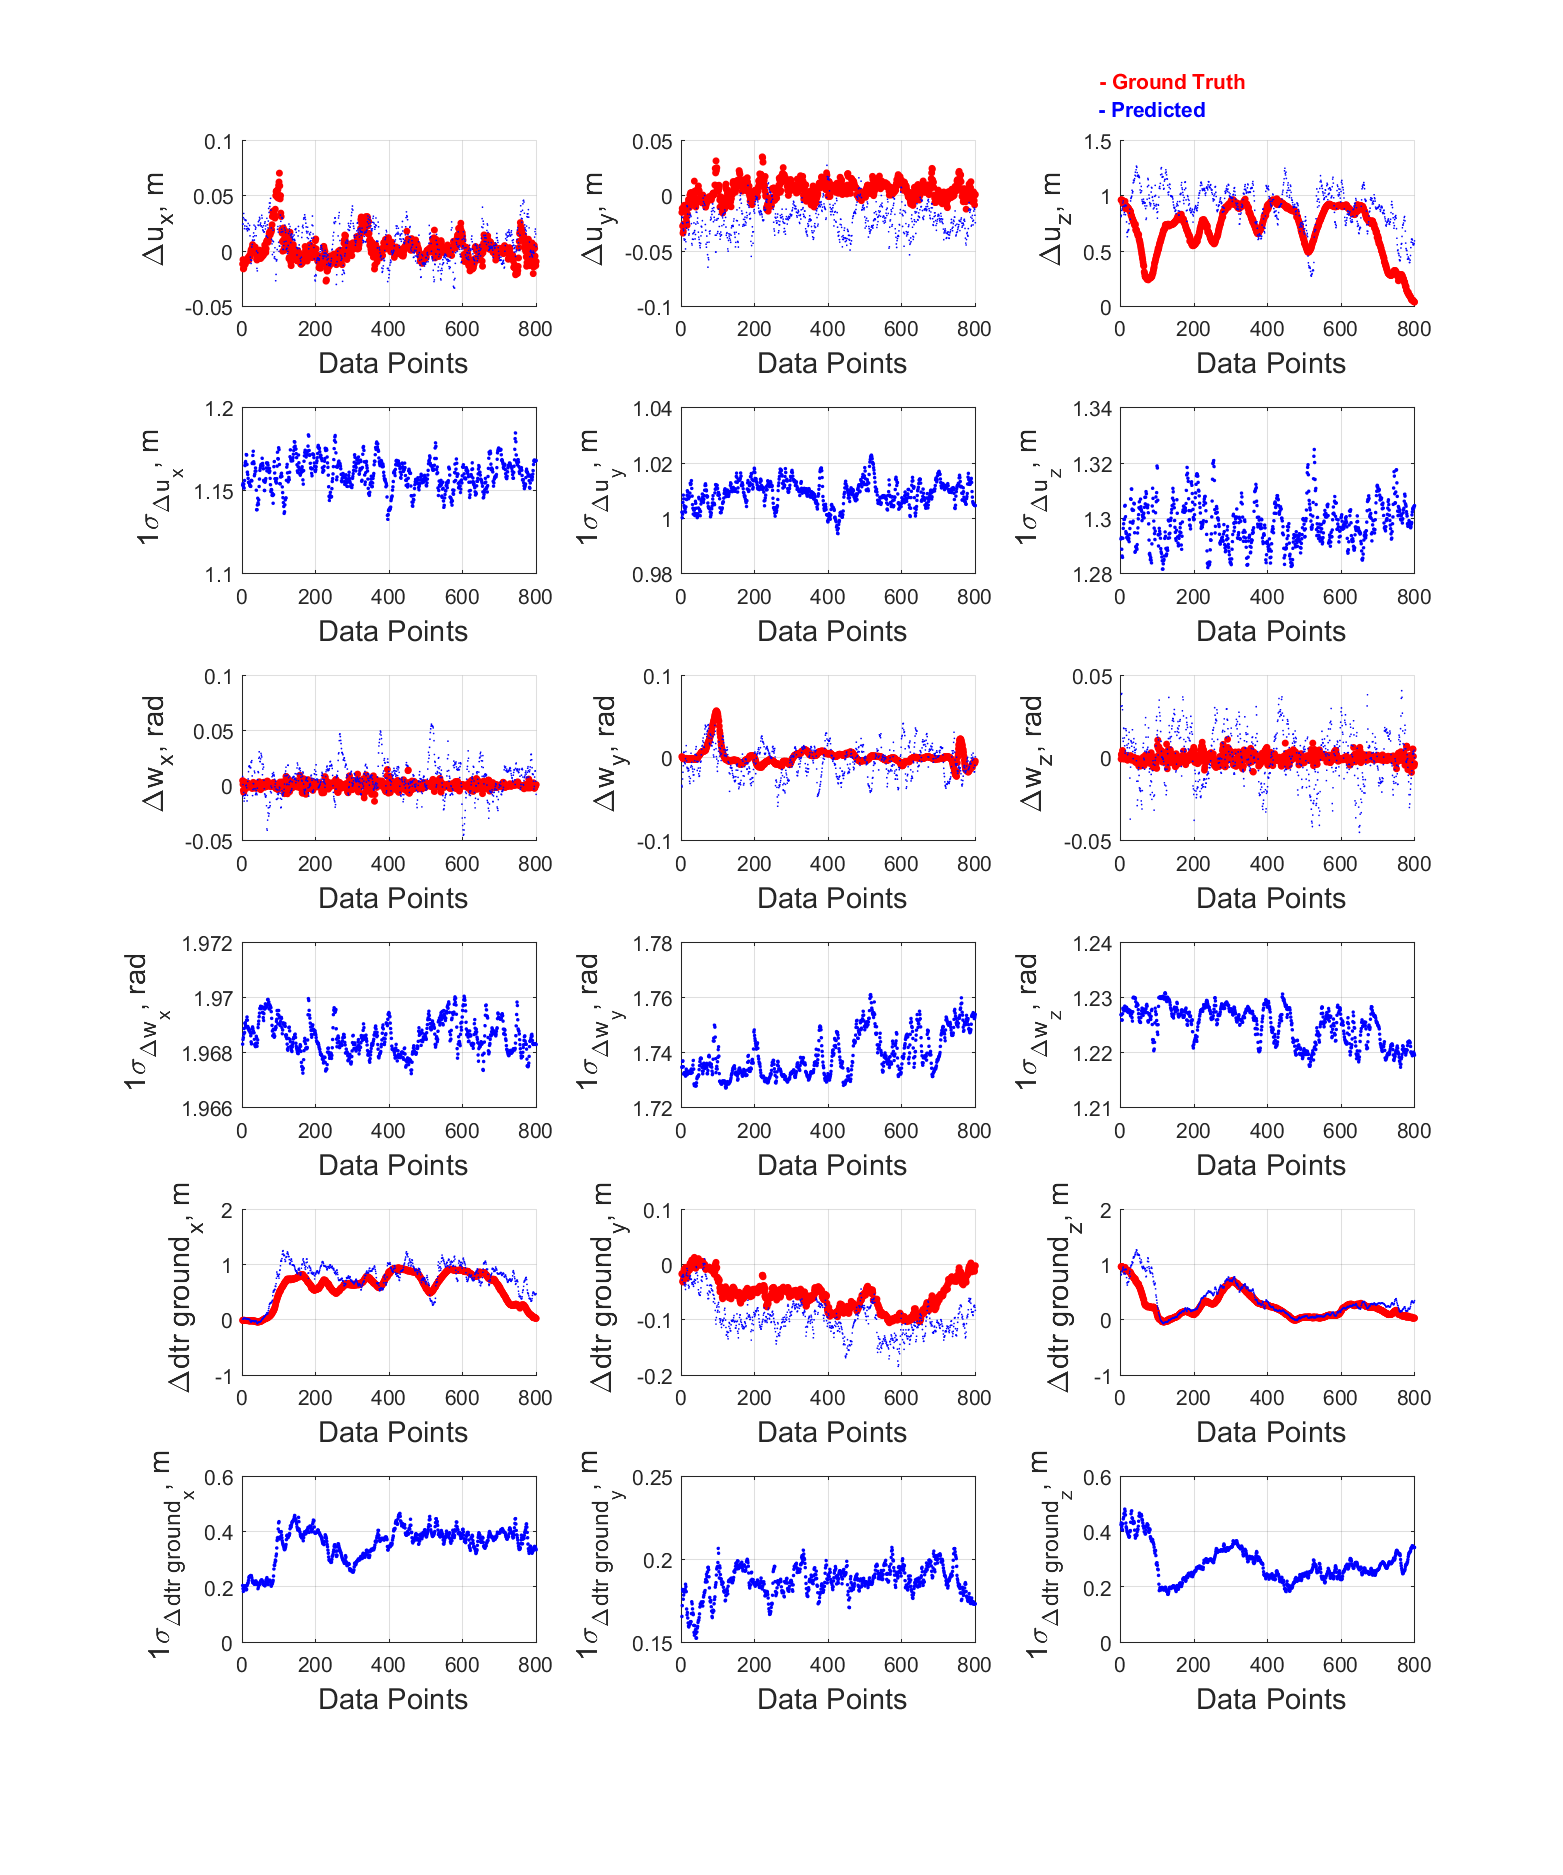 - Ground Truth
- Predicted
Δu_x, m
0.1
0.05
0
-0.05
0 200 400 600 800
Data Points
Δu_y, m
0.05
0
-0.05
-0.1
0 200 400 600 800
Data Points
Δu_z, m
1.5
1
0.5
0
0 200 400 600 800
Data Points
1σ_Δu_x, m
1.2
1.15
1.1
0 200 400 600 800
Data Points
1σ_Δu_y, m
1.04
1.02
1
0.98
0 200 400 600 800
Data Points
1σ_Δu_z, m
1.34
1.32
1.3
1.28
0 200 400 600 800
Data Points
Δw_x, rad
0.1
0.05
0
-0.05
0 200 400 600 800
Data Points
Δw_y, rad
0.1
0
-0.1
0 200 400 600 800
Data Points
Δw_z, rad
0.05
0
-0.05
0 200 400 600 800
Data Points
1σ_Δw_x, rad
1.972
1.97
1.968
1.966
0 200 400 600 800
Data Points
1σ_Δw_y, rad
1.78
1.76
1.74
1.72
0 200 400 600 800
Data Points
1σ_Δw_z, rad
1.24
1.23
1.22
1.21
0 200 400 600 800
Data Points
Δdtr ground_x, m
2
1
0
-1
0 200 400 600 800
Data Points
Δdtr ground_y, m
0.1
0
-0.1
-0.2
0 200 400 600 800
Data Points
Δdtr ground_z, m
2
1
0
-1
0 200 400 600 800
Data Points
1σ_Δdtr ground_x, m
0.6
0.4
0.2
0
0 200 400 600 800
Data Points
1σ_Δdtr ground_y, m
0.25
0.2
0.15
0 200 400 600 800
Data Points
1σ_Δdtr ground_z, m
0.6
0.4
0.2
0
0 200 400 600 800
Data Points